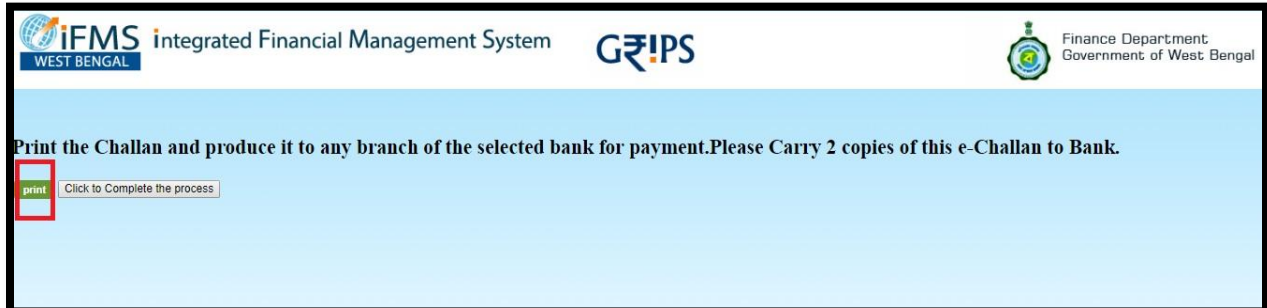 iFMS Integrated Financial Management System
WEST BENGAL
G₹!PS
Finance Department
Government of West Bengal
Print the Challan and produce it to any branch of the selected bank for payment.Please Carry 2 copies of this e-Challan to Bank.
print Click to Complete the process